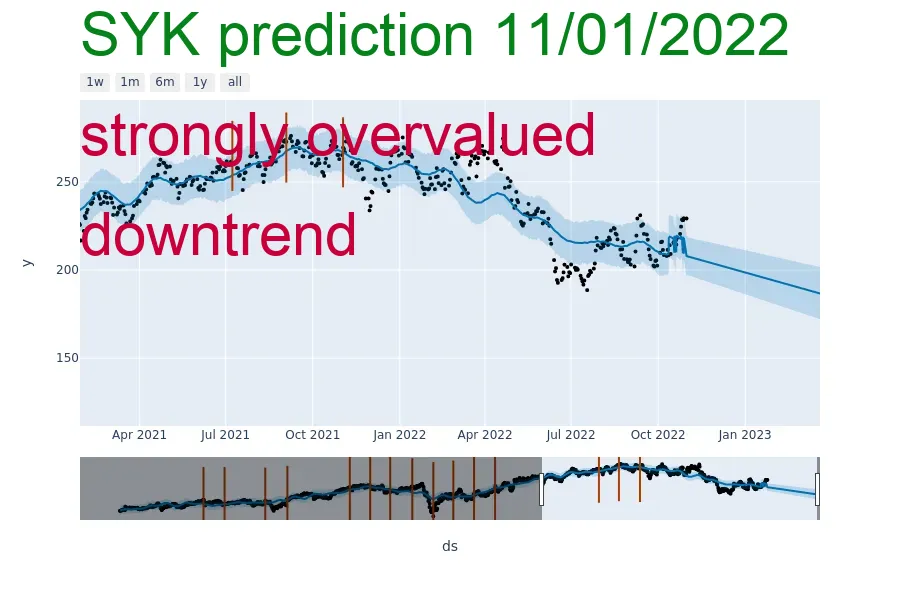 SYK prediction 11/01/2022
1w 1m 6m 1y all
strongly overvalued
250
downtrend
y
200
150
Apr 2021 Jul 2021 Oct 2021 Jan 2022 Apr 2022 Jul 2022 Oct 2022 Jan 2023
ds